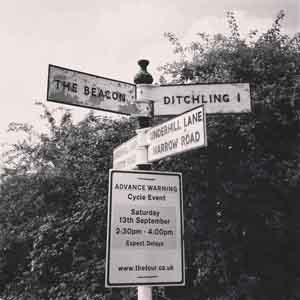 THE BEACON
DITCHLING 1
UNDERHILL LANE
NARROW ROAD
ADVANCE WARNING
Cycle Event
Saturday
13th September
2:30pm - 4:00pm
Expect Delays
www.thetour.co.uk